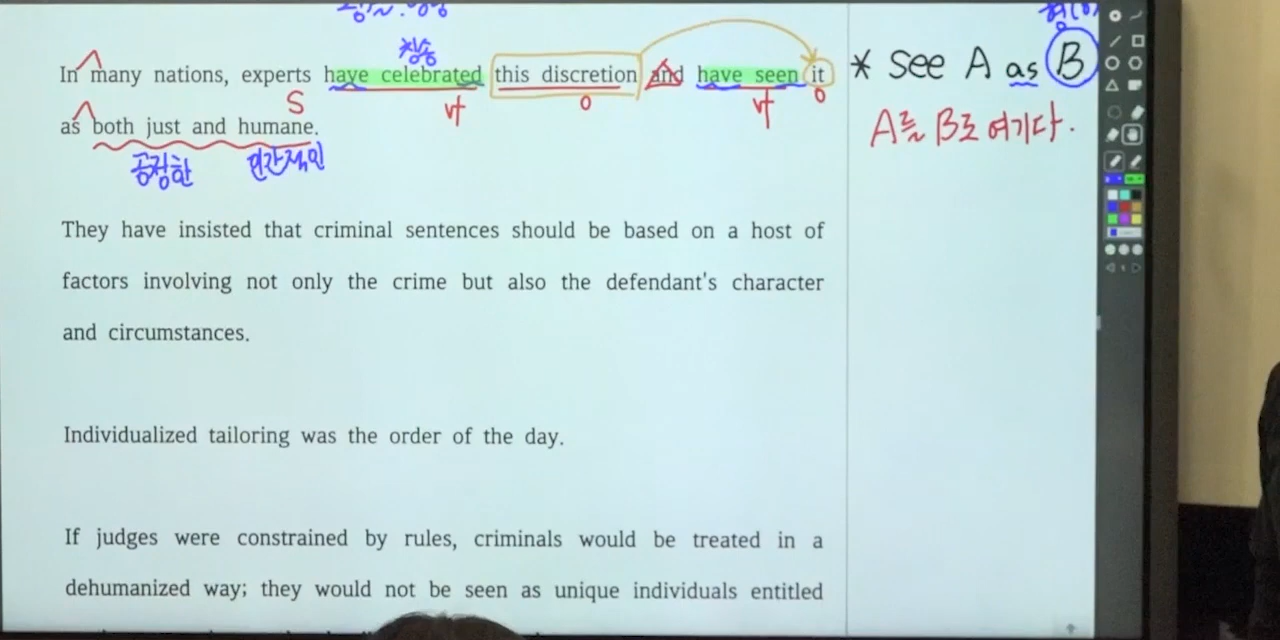 칭송
In many nations, experts have celebrated this discretion and have seen it
S vt O vt O
as both just and humane.
공정한 인간적인
They have insisted that criminal sentences should be based on a host of
factors involving not only the crime but also the defendant's character
and circumstances.
Individualized tailoring was the order of the day.
If judges were constrained by rules, criminals would be treated in a
dehumanized way; they would not be seen as unique individuals entitled
* see A as B
A를 B로 여기다.